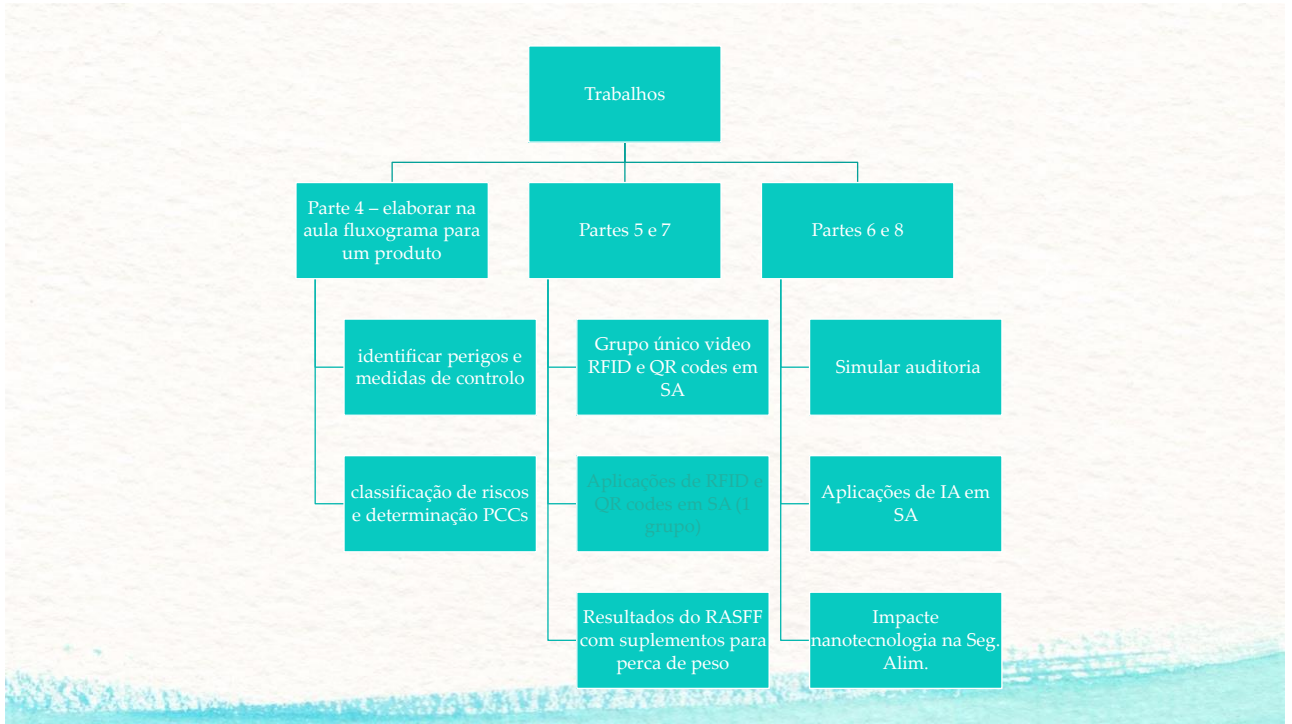 Trabalhos
Parte 4 – elaborar na
aula fluxograma para
um produto
identificar perigos e
medidas de controlo
classificação de riscos
e determinação PCCs
Partes 5 e 7
Grupo único video
RFID e QR codes em
SA
Aplicações de RFID e
QR codes em SA (1
grupo)
Resultados do RASFF
com suplementos para
perca de peso
Partes 6 e 8
Simular auditoria
Aplicações de IA em
SA
Impacte
nanotecnologia na Seg.
Alim.